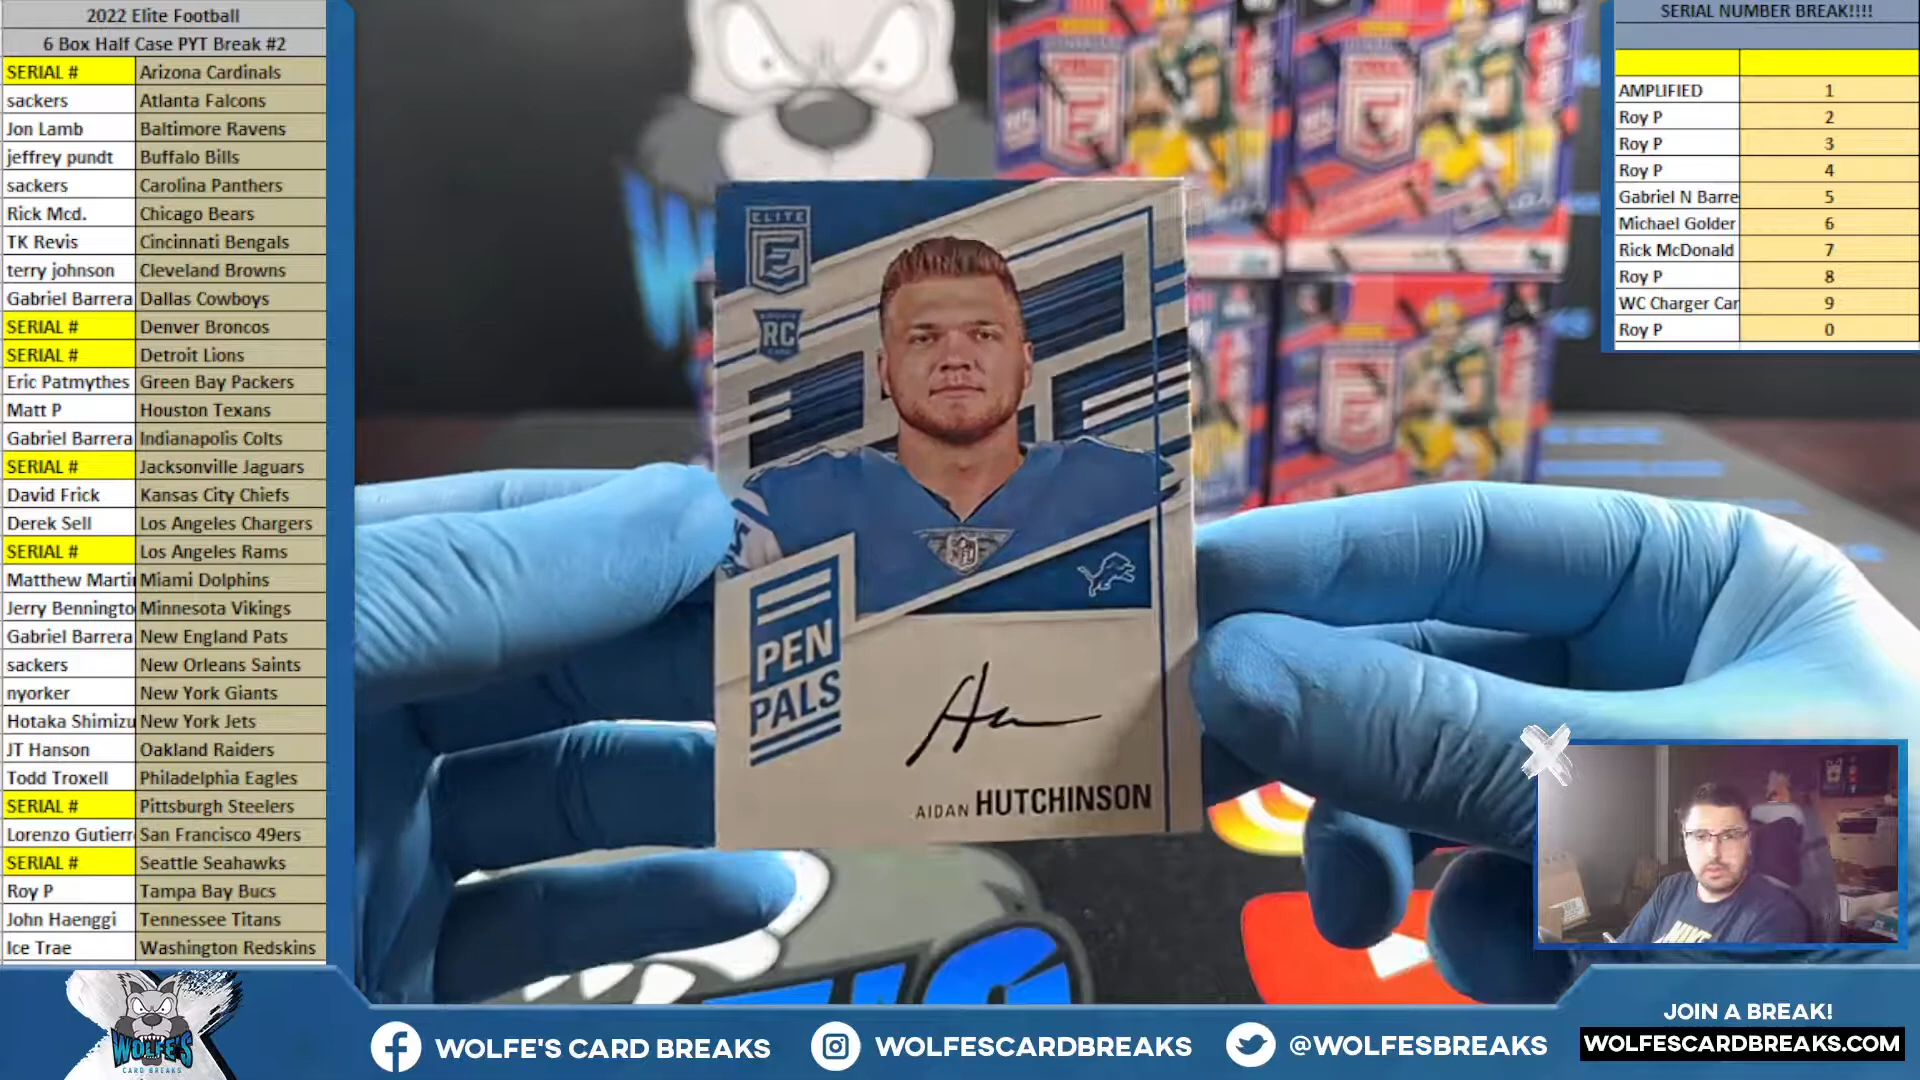 2022 Elite Football
6 Box Half Case PYT Break #2
SERIAL # Arizona Cardinals
sackers Atlanta Falcons
Jon Lamb Baltimore Ravens
jeffrey pundt Buffalo Bills
sackers Carolina Panthers
Rick Mcd. Chicago Bears
TK Revis Cincinnati Bengals
terry johnson Cleveland Browns
Gabriel Barrera Dallas Cowboys
SERIAL # Denver Broncos
SERIAL # Detroit Lions
Eric Patmythes Green Bay Packers
Matt P Houston Texans
Gabriel Barrera Indianapolis Colts
SERIAL # Jacksonville Jaguars
David Frick Kansas City Chiefs
Derek Sell Los Angeles Chargers
SERIAL # Los Angeles Rams
Matthew Marti Miami Dolphins
Jerry Benningto Minnesota Vikings
Gabriel Barrera New England Pats
sackers New Orleans Saints
nyorker New York Giants
Hotaka Shimizu New York Jets
JT Hanson Oakland Raiders
Todd Troxell Philadelphia Eagles
SERIAL # Pittsburgh Steelers
Lorenzo Gutierr San Francisco 49ers
SERIAL # Seattle Seahawks
Roy P Tampa Bay Bucs
John Haenggi Tennessee Titans
Ice Trae Washington Redskins
SERIAL NUMBER BREAK!!!!
AMPLIFIED 1
Roy P 2
Roy P 3
Roy P 4
Gabriel N Barre 5
Michael Golder 6
Rick McDonald 7
Roy P 8
WC Charger Car 9
Roy P 0
ELITE
E
RC
NFL
PEN
PALS
AIDAN HUTCHINSON
WOLFE'S
CARD BREAKS
WOLFE'S CARD BREAKS
WOLFESCARDBREAKS
@WOLFESBREAKS
JOIN A BREAK!
WOLFESCARDBREAKS.COM